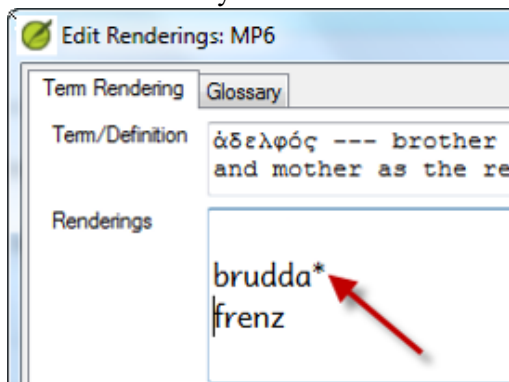 Edit Renderings: MP6
Term Rendering Glossary
Term/Definition
ἀδελφός --- brother
and mother as the re
Renderings
brudda*
frenz